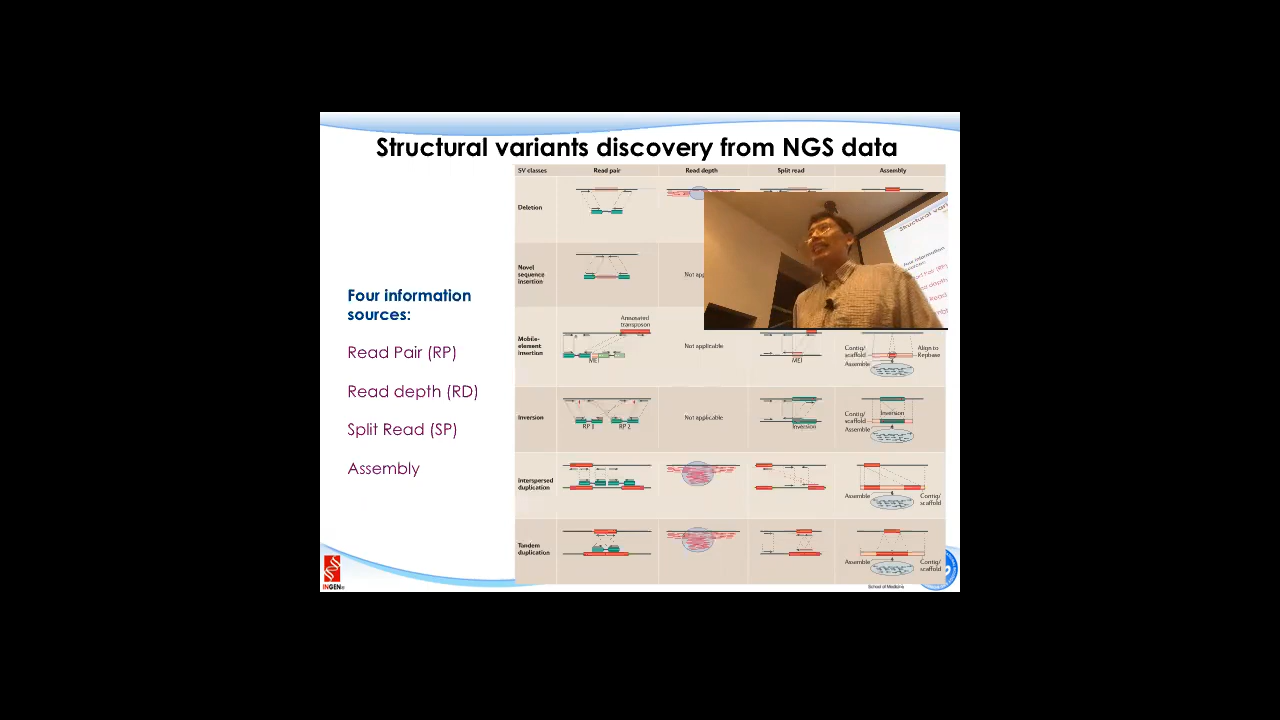 Structural variants discovery from NGS data
SV classes Read pair Read depth Split read Assembly
Deletion
Novel
sequence
insertion
Not
Mobile-
element
insertion
Annotated
transposon
MEI
Not applicable
MEI
Contig/
scaffold
Align to
Repbase
Assemble
Inversion
RP 1 RP 2
Not applicable
Inversion
Contig/
scaffold
Inversion
Assemble
Interspersed
duplication
Assemble
Contig/
scaffold
Tandem
duplication
Assemble
Contig/
scaffold
Four information
sources:
Read Pair (RP)
Read depth (RD)
Split Read (SP)
Assembly
Structural
information
INGEN
School of Medicine